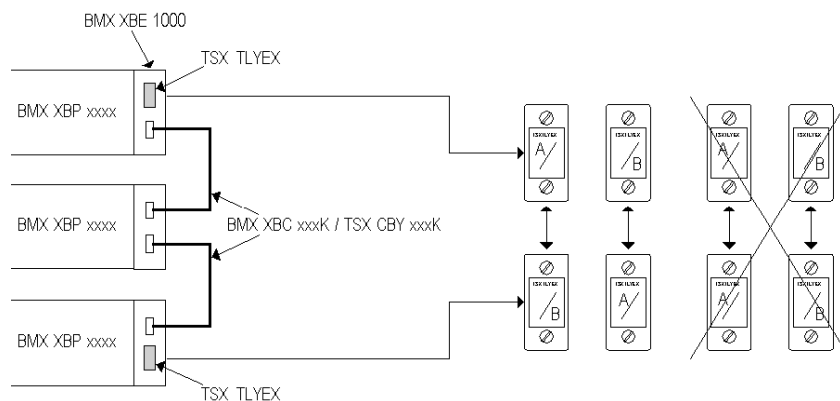 BMX XBE 1000
TSX TLYEX
BMX XBP xxxx
BMX XBP xxxx
BMX XBC xxxK / TSX CBY xxxK
BMX XBP xxxx
TSX TLYEX
A/
/B
A/
/B
/B
A/
A/
/B